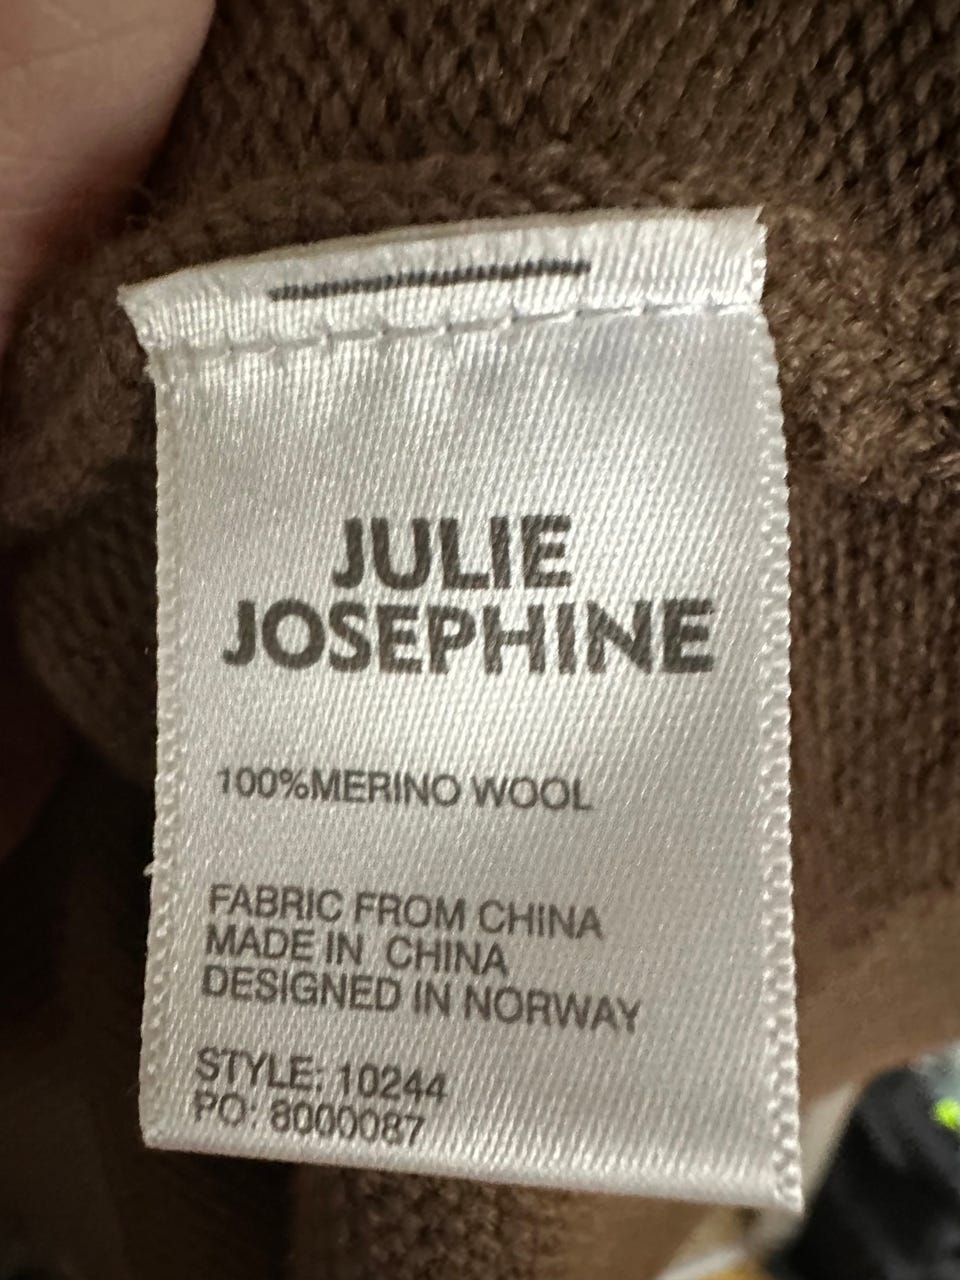 JULIE
JOSEPHINE
100%MERINO WOOL
FABRIC FROM CHINA
MADE IN CHINA
DESIGNED IN NORWAY
STYLE: 10244
PO: 8000087